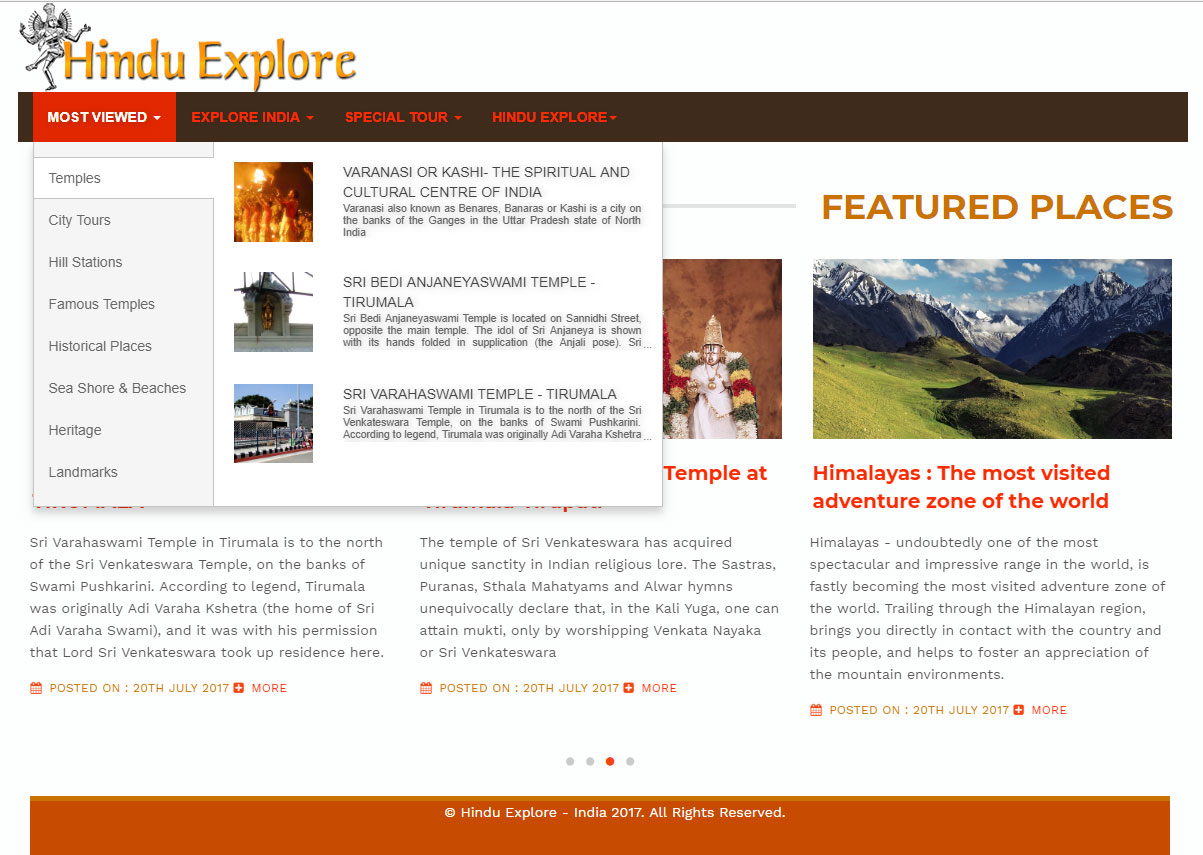 Hindu Explore
MOST VIEWED
EXPLORE INDIA
SPECIAL TOUR
HINDU EXPLORE
Temples
City Tours
Hill Stations
Famous Temples
Historical Places
Sea Shore & Beaches
Heritage
Landmarks
VARANASI OR KASHI- THE SPIRITUAL AND
CULTURAL CENTRE OF INDIA
Varanasi also known as Benares, Banaras or Kashi is a city on
the banks of the Ganges in the Uttar Pradesh state of North
India
SRI BEDI ANJANEYASWAMI TEMPLE -
TIRUMALA
Sri Bedi Anjaneyaswami Temple is located on Sannidhi Street,
opposite the main temple. The idol of Sri Anjaneya is shown
with its hands folded in supplication (the Anjali pose). Sri ...
SRI VARAHASWAMI TEMPLE - TIRUMALA
Sri Varahaswami Temple in Tirumala is to the north of the Sri
Venkateswara Temple, on the banks of Swami Pushkarini.
According to legend, Tirumala was originally Adi Varaha Kshetra ...
FEATURED PLACES
Sri Varahaswami Temple in Tirumala is to the north
of the Sri Venkateswara Temple, on the banks of
Swami Pushkarini. According to legend, Tirumala
was originally Adi Varaha Kshetra (the home of Sri
Adi Varaha Swami), and it was with his permission
that Lord Sri Venkateswara took up residence here.
POSTED ON : 20TH JULY 2017 MORE
Temple at
The temple of Sri Venkateswara has acquired
unique sanctity in Indian religious lore. The Sastras,
Puranas, Sthala Mahatyams and Alwar hymns
unequivocally declare that, in the Kali Yuga, one can
attain mukti, only by worshipping Venkata Nayaka
or Sri Venkateswara
POSTED ON : 20TH JULY 2017 MORE
Himalayas : The most visited
adventure zone of the world
Himalayas - undoubtedly one of the most
spectacular and impressive range in the world, is
fastly becoming the most visited adventure zone of
the world. Trailing through the Himalayan region,
brings you directly in contact with the country and
its people, and helps to foster an appreciation of
the mountain environments.
POSTED ON : 20TH JULY 2017 MORE
© Hindu Explore - India 2017. All Rights Reserved.